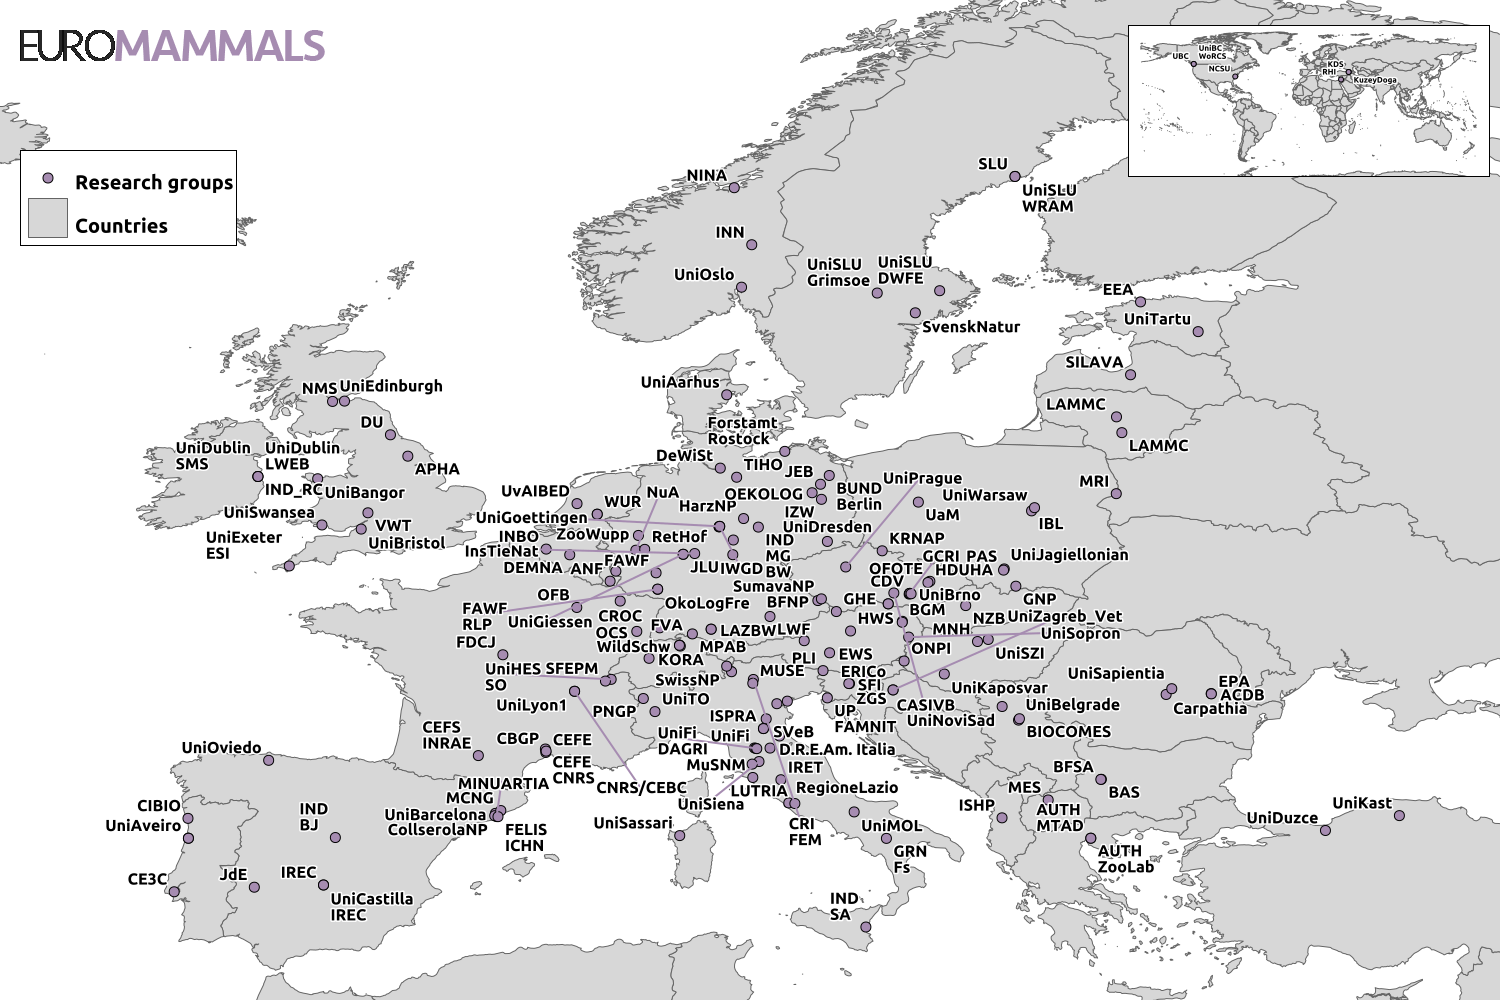 EUROMAMMALS
Research groups
Countries
UBC
UniBC
WoRCS
NCSU
KDS
RHI
KuzeyDoga
NINA
SLU
UniSLU
WRAM
INN
UniOslo
UniSLU
Grimsoe
UniSLU
DWFE
SvenskNatur
EEA
UniTartu
SILAVA
LAMMC
LAMMC
UniAarhus
NMS
UniEdinburgh
DU
APHA
UniDublin
SMS
UniDublin
LWEB
IND_RC
UniBangor
UniSwansea
VWT
UniBristol
UniExeter
ESI
Forstamt
Rostock
DeWiSt
TIHO
JEB
OEKOLOG
BUND
Berlin
IZW
UniDresden
UniPrague
UniWarsaw
UaM
IBL
MRI
UvAIBED
WUR
NuA
HarzNP
UniGoettingen
INBO
ZooWupp
RetHof
InsTieNat
DEMNA
ANF
FAWF
JLU
IWGD
IND
MG
BW
SumavaNP
BFNP
KRNAP
GCRI_PAS
OFOTE
HDUHA
CDV
UniJagiellonian
GNP
UniBrno
BGM
GHE
HWS
NZB
UniZagreb_Vet
MNH
UniSopron
UniSZI
ONPI
OFB
FAWF
RLP
UniGiessen
CROC
OkoLogFre
FDCJ
OCS
FVA
WildSchw
LAZBW
LWF
MPAB
KORA
PLI
EWS
ERICo
UniHES
SO
SFEPM
SwissNP
MUSE
SFI
ZGS
UniKaposvar
CASIVB
UniNoviSad
UniLyon1
PNGP
UniTO
ISPRA
UP
FAMNIT
UniSapientia
EPA
ACDB
Carpathia
UniBelgrade
BIOCOMES
CEFS
INRAE
CBGP
CEFE
CEFE
CNRS
UniFi
DAGRI
UniFi
SVeB
D.R.E.Am. Italia
MuSNM
IRET
LUTRIA
RegioneLazio
CNRS/CEBC
UniSiena
UniOviedo
MINUARTIA
MCNG
UniBarcelona
CollserolaNP
FELIS
ICHN
UniSassari
CRI
FEM
UniMOL
GRN
Fs
CIBIO
UniAveiro
IND
BJ
CE3C
JdE
IREC
UniCastilla
IREC
IND
SA
ISHP
MES
BFSA
BAS
AUTH
MTAD
AUTH
ZooLab
UniDuzce
UniKast